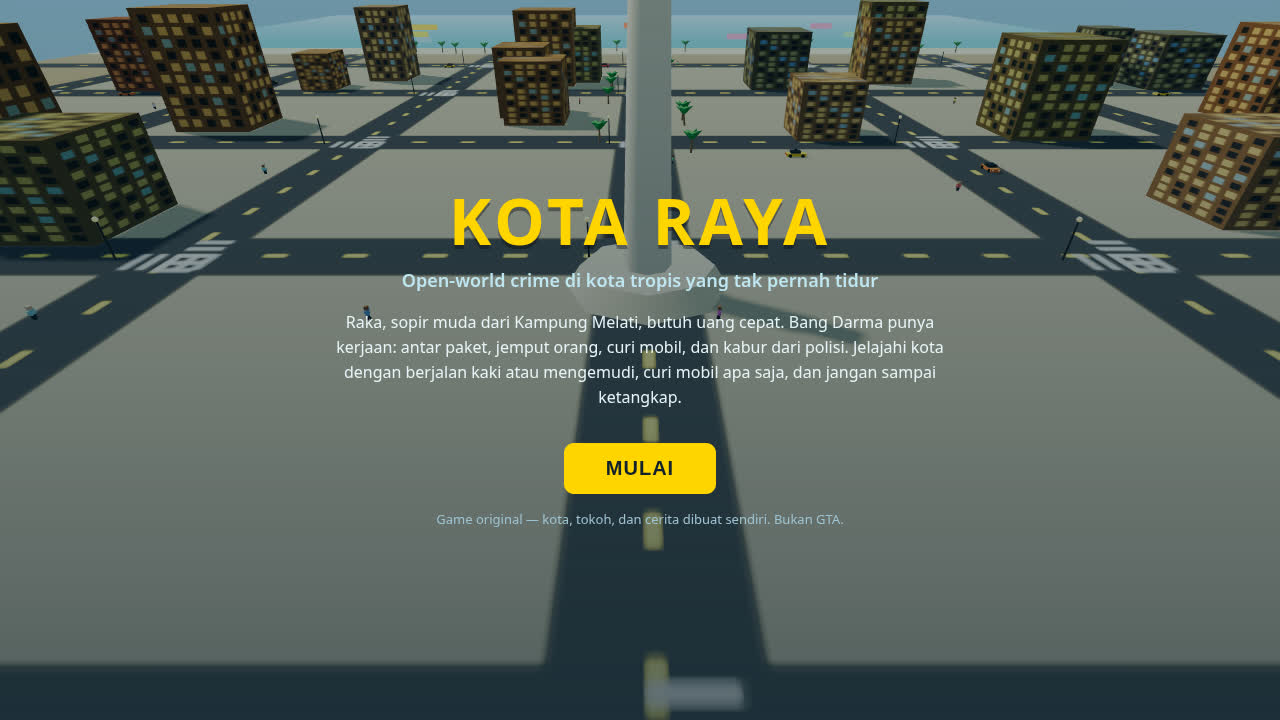 KOTA RAYA
Open-world crime di kota tropis yang tak pernah tidur
Raka, sopir muda dari Kampung Melati, butuh uang cepat. Bang Darma punya
kerjaan: antar paket, jemput orang, curi mobil, dan kabur dari polisi. Jelajahi kota
dengan berjalan kaki atau mengemudi, curi mobil apa saja, dan jangan sampai
ketangkap.
MULAI
Game original — kota, tokoh, dan cerita dibuat sendiri. Bukan GTA.